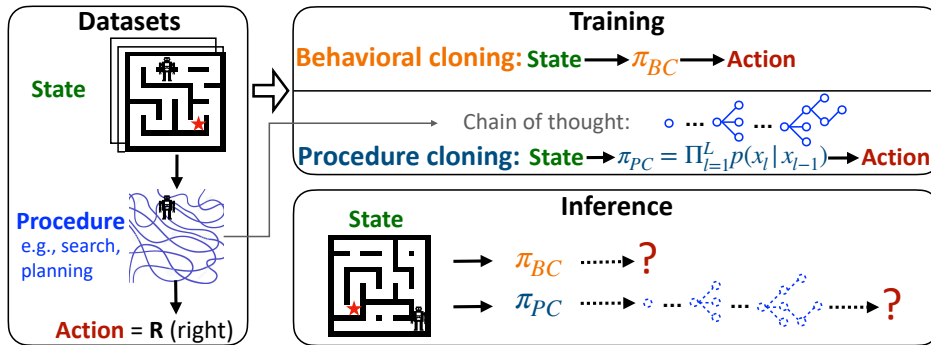 Datasets
State
Procedure
e.g., search,
planning
Action = R (right)
Training
Behavioral cloning: State π_BC Action
Chain of thought: ... ...
Procedure cloning: State π_PC = Π_{l=1}^{L} p(x_l | x_{l-1}) Action
Inference
State
π_BC ?
π_PC ... ... ?